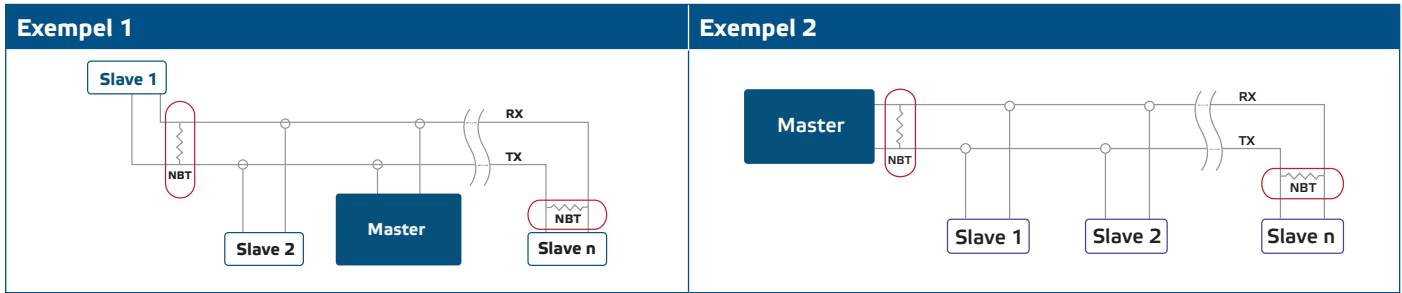 Exempel 1
Slave 1
RX
TX
NBT
NBT
Master
Slave 2
Slave n
Exempel 2
RX
Master
TX
NBT
NBT
Slave 1
Slave 2
Slave n